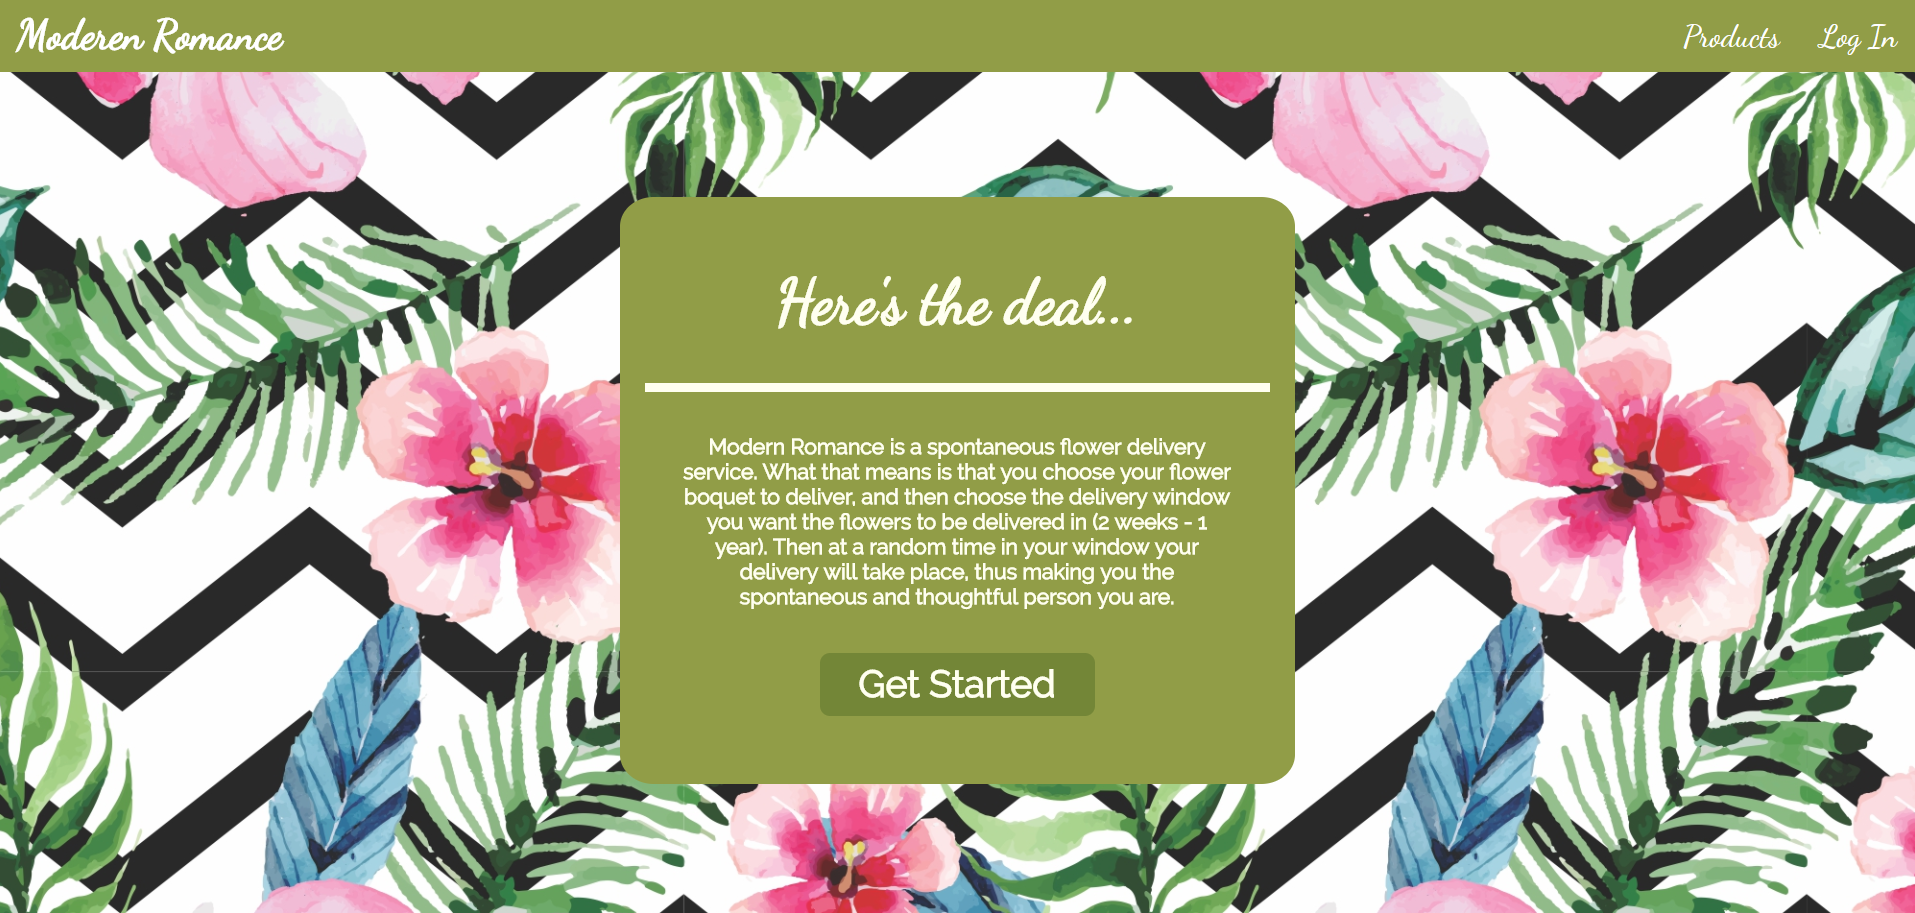 Moderen Romance
Products
Log In
Here's the deal...
Modern Romance is a spontaneous flower delivery
service. What that means is that you choose your flower
boquet to deliver, and then choose the delivery window
you want the flowers to be delivered in (2 weeks - 1
year). Then at a random time in your window your
delivery will take place, thus making you the
spontaneous and thoughtful person you are.
Get Started